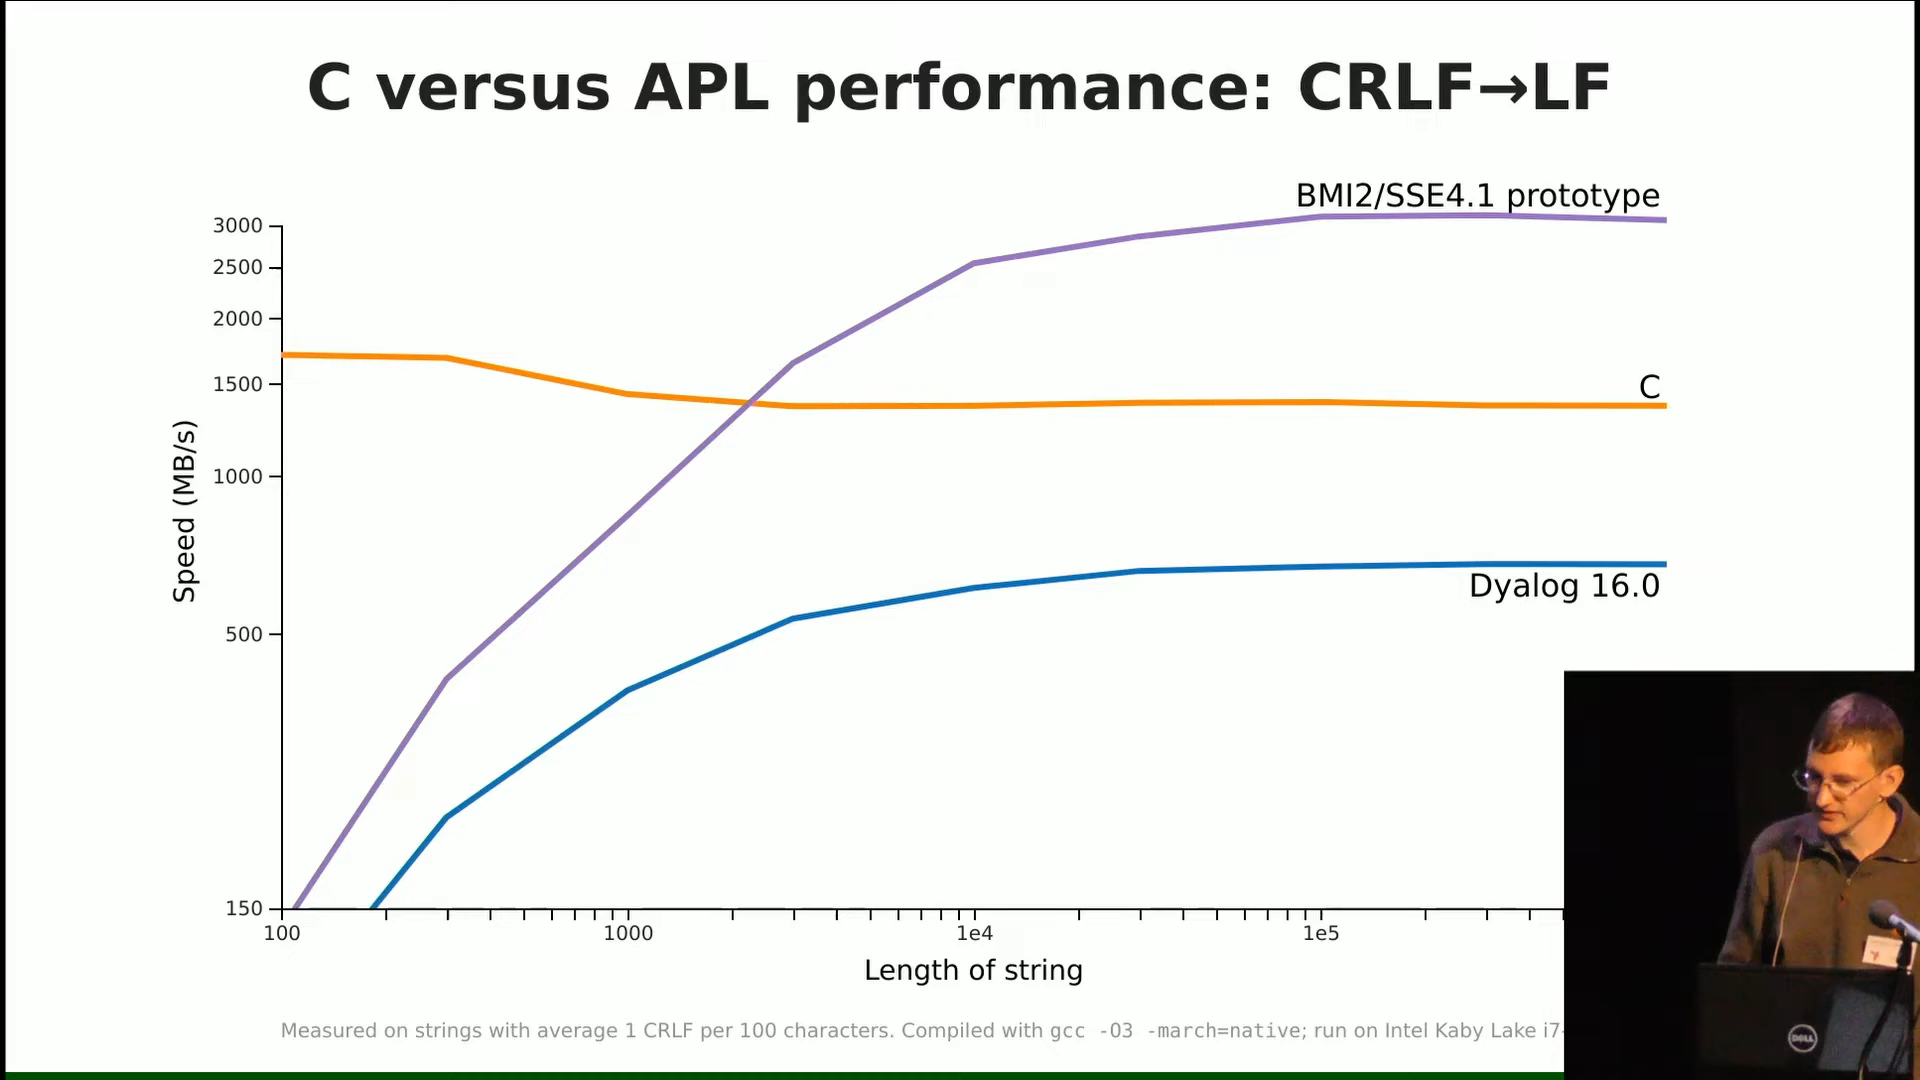 C versus APL performance: CRLF→LF
BMI2/SSE4.1 prototype
3000
2500
2000
1500
C
Speed (MB/s)
1000
Dyalog 16.0
500
150
100 1000 1e4 1e5
Length of string
Measured on strings with average 1 CRLF per 100 characters. Compiled with gcc -O3 -march=native; run on Intel Kaby Lake i7-
DELL